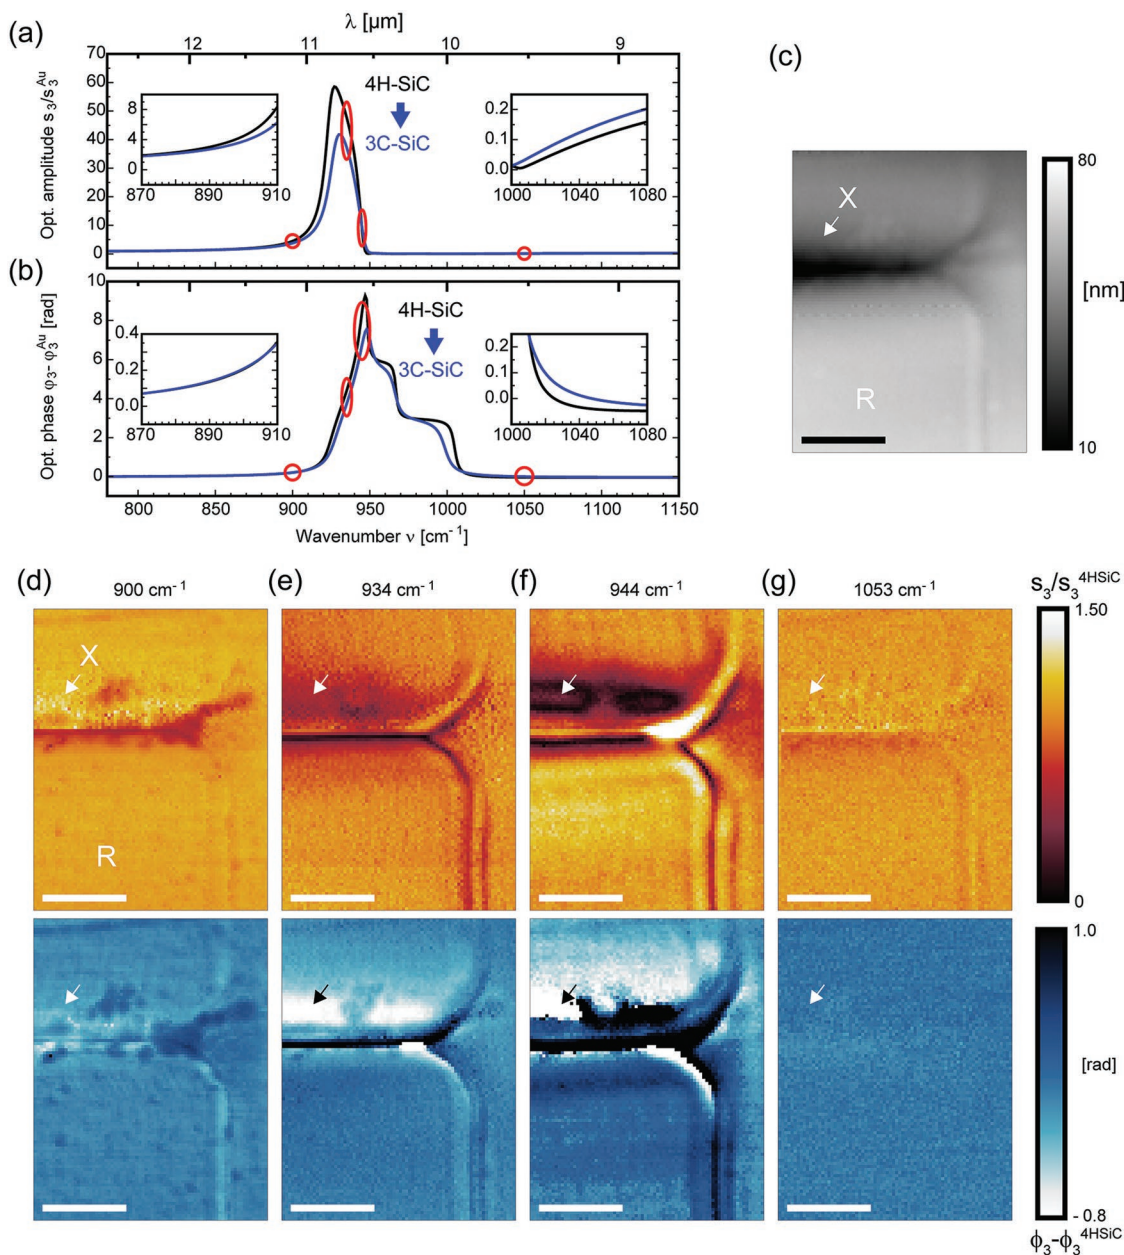 (a)
λ [µm]
12 11 10 9
Opt. amplitude s₃/s₃ᴬᵘ
70
60
50
40
30
20
10
0
4H-SiC
3C-SiC
8
6
4
2
0
870 890 910
0.2
0.1
0.0
1000 1040 1080
(b)
Opt. phase φ₃- φ₃ᴬᵘ [rad]
10
8
6
4
2
0
4H-SiC
3C-SiC
0.4
0.2
0.0
870 890 910
0.2
0.1
0.0
1000 1040 1080
800 850 900 950 1000 1050 1100 1150
Wavenumber ν [cm⁻¹]
(c)
X
R
80
[nm]
10
(d) 900 cm⁻¹
(e) 934 cm⁻¹
(f) 944 cm⁻¹
(g) 1053 cm⁻¹
X
R
s₃/s₃⁴ᴴˢⁱᶜ
1.50
0
1.0
[rad]
- 0.8
ϕ₃-ϕ₃⁴ᴴˢⁱᶜ